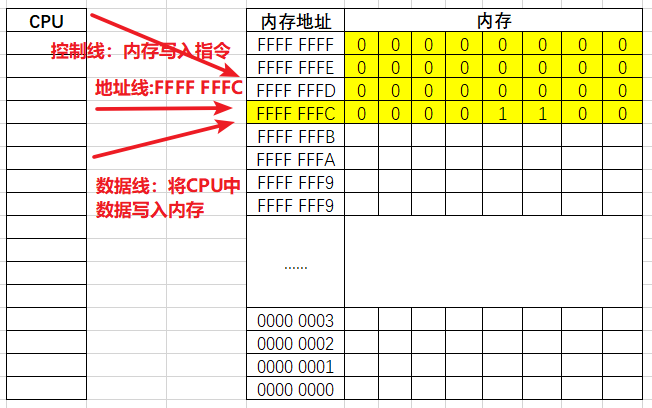 CPU 内存地址 内存
FFFF FFFF 0 0 0 0 0 0 0 0
控制线：内存写入指令
FFFF FFFE 0 0 0 0 0 0 0 0
地址线:FFFF FFFC
FFFF FFFD 0 0 0 0 0 0 0 0
FFFF FFFC 0 0 0 0 1 1 0 0
FFFF FFFB
FFFF FFFA
数据线：将CPU中
数据写入内存
FFFF FFF9
FFFF FFF9
......
0000 0003
0000 0002
0000 0001
0000 0000